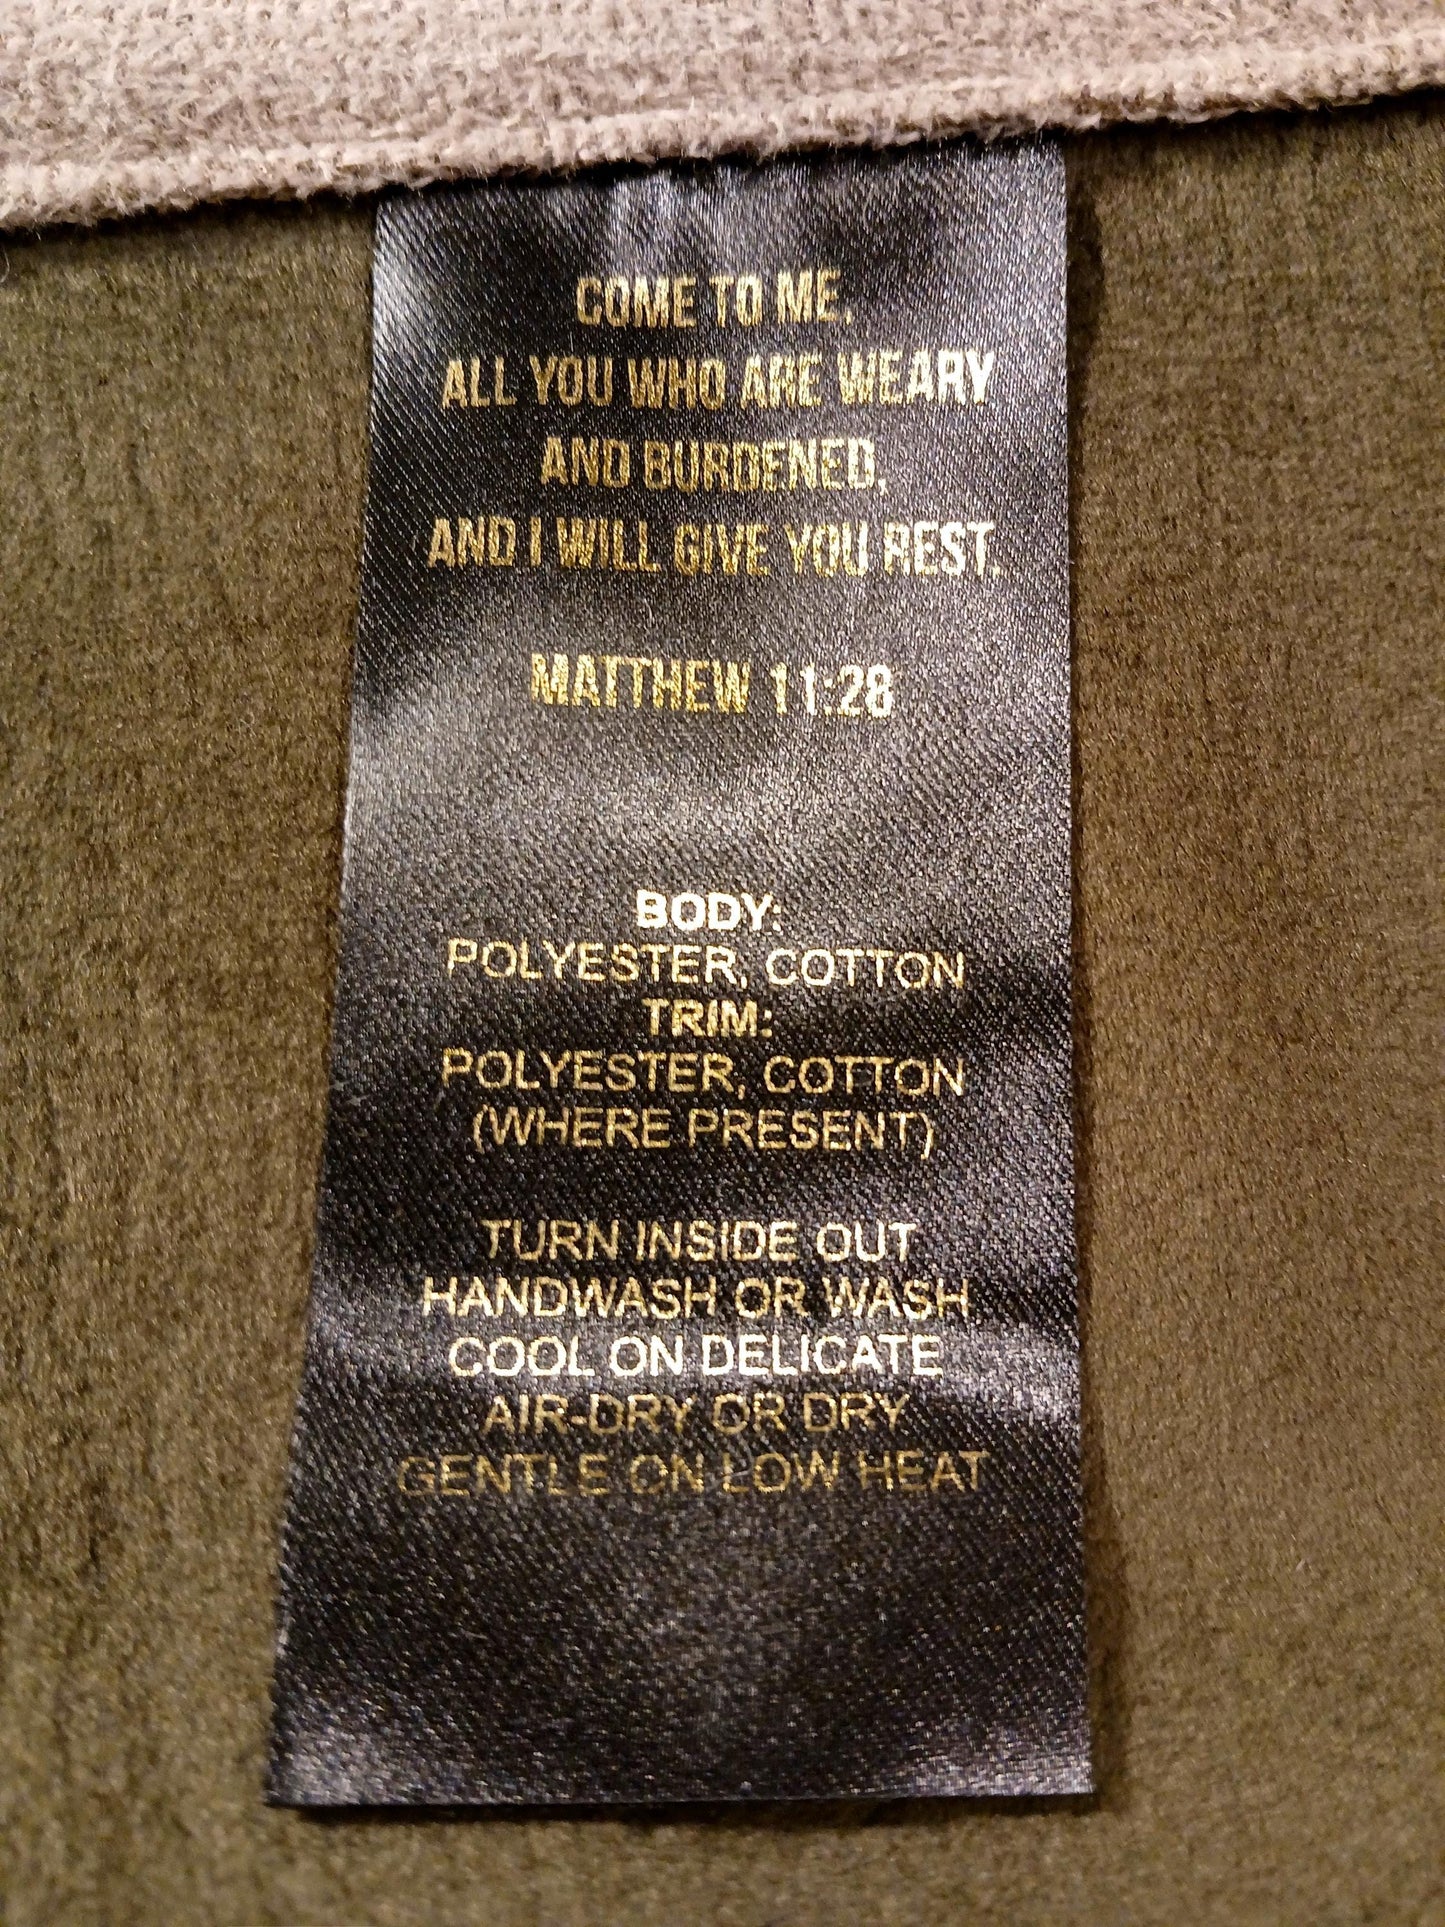 COME TO ME,
ALL YOU WHO ARE WEARY
AND BURDENED,
AND I WILL GIVE YOU REST.
MATTHEW 11:28
BODY:
POLYESTER, COTTON
TRIM:
POLYESTER, COTTON
(WHERE PRESENT)
TURN INSIDE OUT
HANDWASH OR WASH
COOL ON DELICATE
AIR-DRY OR DRY
GENTLE ON LOW HEAT